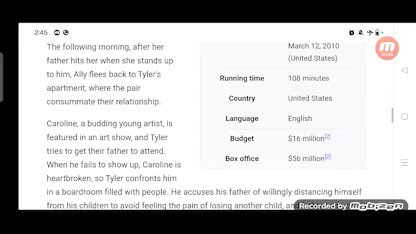 2:45
The following morning, after her
father hits her when she stands up
to him, Ally flees back to Tyler's
apartment, where the pair
consummate their relationship.
Caroline, a budding young artist, is
featured in an art show, and Tyler
tries to get their father to attend.
When he fails to show up, Caroline is
heartbroken, so Tyler confronts him
in a boardroom filled with people. He accuses his father of willingly distancing himself
from his children to avoid feeling the pain of losing another child, an
March 12, 2010
(United States)
Running time 108 minutes
Country United States
Language English
Budget $16 million[2]
Box office $56 million[2]
Recorded by Mobizen